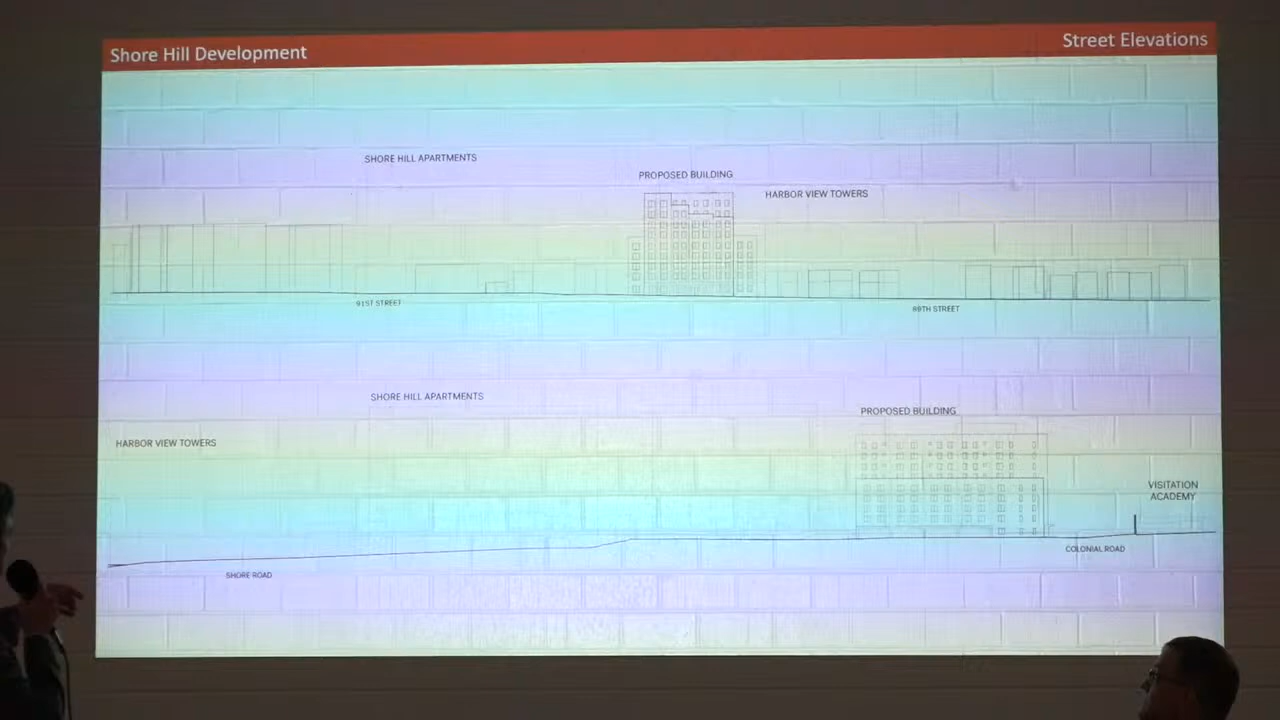 Shore Hill Development
Street Elevations
SHORE HILL APARTMENTS
PROPOSED BUILDING
HARBOR VIEW TOWERS
91ST STREET
89TH STREET
SHORE HILL APARTMENTS
PROPOSED BUILDING
HARBOR VIEW TOWERS
VISITATION
ACADEMY
COLONIAL ROAD
SHORE ROAD